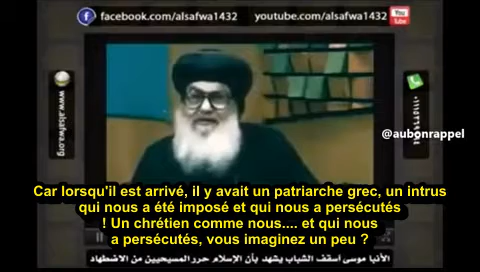 facebook.com/alsafwa1432 youtube.com/alsafwa1432
www.alsafwa.org
@aubonrappel
Car lorsqu'il est arrivé, il y avait un patriarche grec, un intrus
qui nous a été imposé et qui nous a persécutés
! Un chrétien comme nous.... et qui nous
a persécutés, vous imaginez un peu ?
الأنبا موسى أسقف الشباب يشهد بأن الإسلام حرر المسيحيين من الاضطهاد